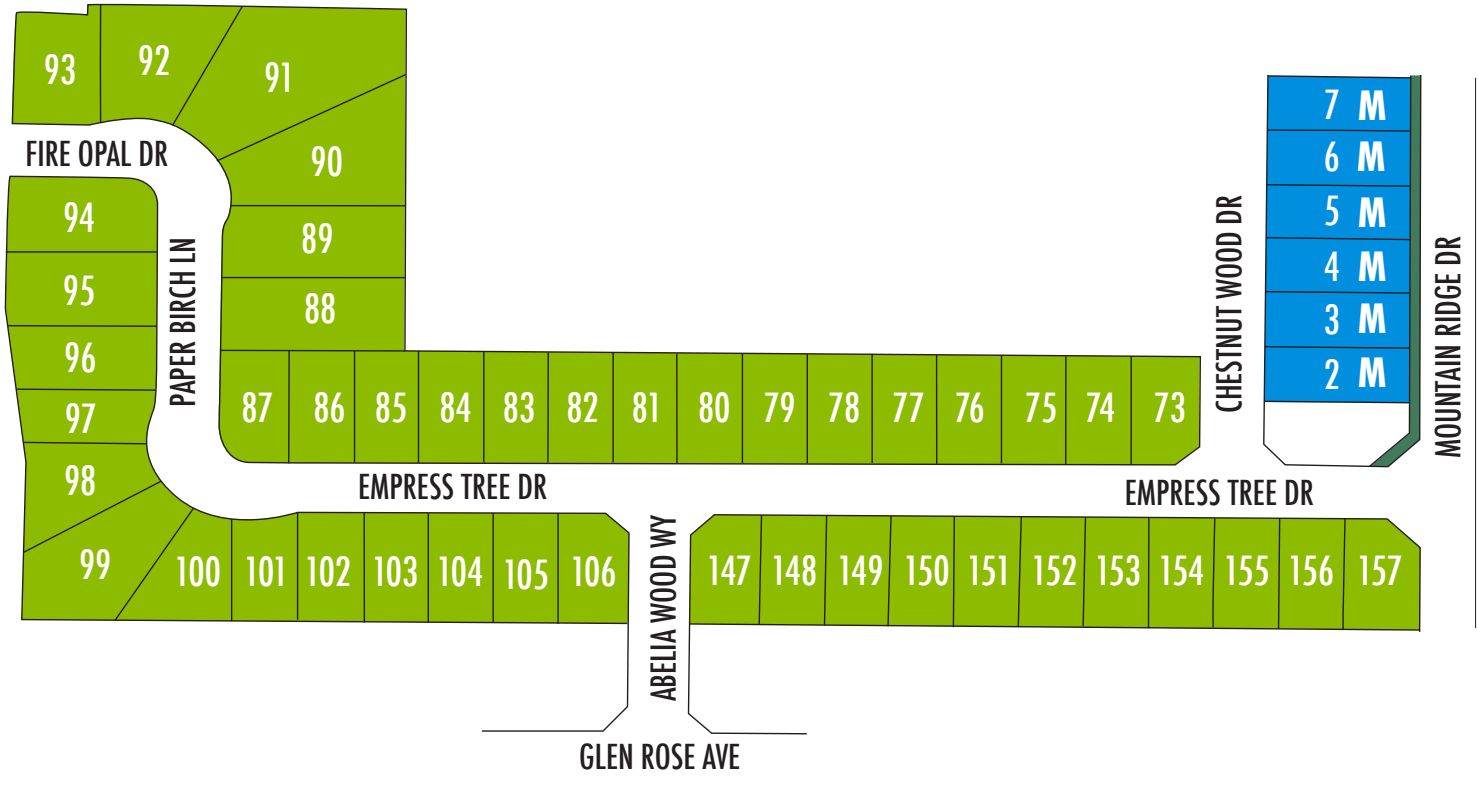 93
92
91
7 M
FIRE OPAL DR
90
6 M
94
89
5 M
95
88
4 M
PAPER BIRCH LN
CHESTNUT WOOD DR
MOUNTAIN RIDGE DR
3 M
96
2 M
97
87 86 85 84 83 82 81 80 79 78 77 76 75 74 73
98
EMPRESS TREE DR
EMPRESS TREE DR
99 100 101 102 103 104 105 106
ABELIA WOOD WY
147 148 149 150 151 152 153 154 155 156 157
GLEN ROSE AVE